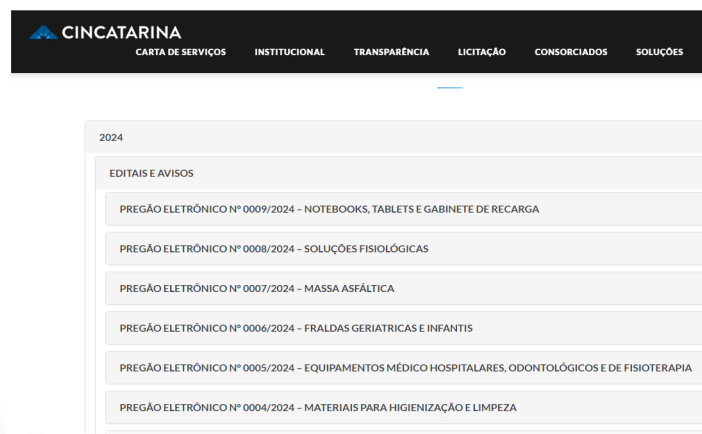 CINCATARINA
CARTA DE SERVIÇOS INSTITUCIONAL TRANSPARÊNCIA LICITAÇÃO CONSORCIADOS SOLUÇÕES
2024
EDITAIS E AVISOS
PREGÃO ELETRÔNICO Nº 0009/2024 – NOTEBOOKS, TABLETS E GABINETE DE RECARGA
PREGÃO ELETRÔNICO Nº 0008/2024 – SOLUÇÕES FISIOLÓGICAS
PREGÃO ELETRÔNICO Nº 0007/2024 – MASSA ASFÁLTICA
PREGÃO ELETRÔNICO Nº 0006/2024 – FRALDAS GERIATRICAS E INFANTIS
PREGÃO ELETRÔNICO Nº 0005/2024 – EQUIPAMENTOS MÉDICO HOSPITALARES, ODONTOLÓGICOS E DE FISIOTERAPIA
PREGÃO ELETRÔNICO Nº 0004/2024 – MATERIAIS PARA HIGIENIZAÇÃO E LIMPEZA